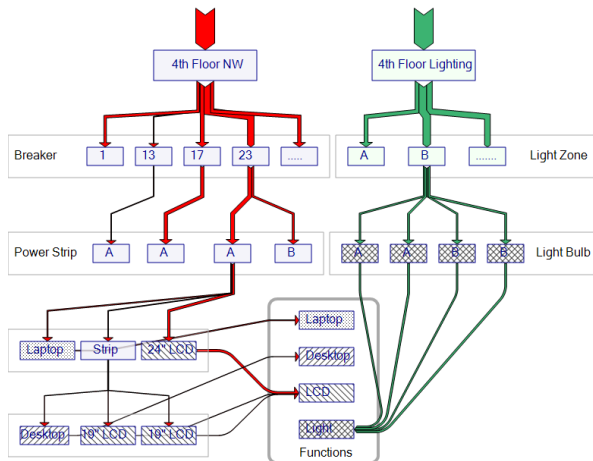 4th Floor NW
4th Floor Lighting
Breaker
1
13
17
23
.....
A
B
.......
Light Zone
Power Strip
A
A
A
B
A
A
B
B
Light Bulb
Laptop
Laptop
Strip
24" LCD
Desktop
LCD
Desktop
19" LCD
19" LCD
Light
Functions